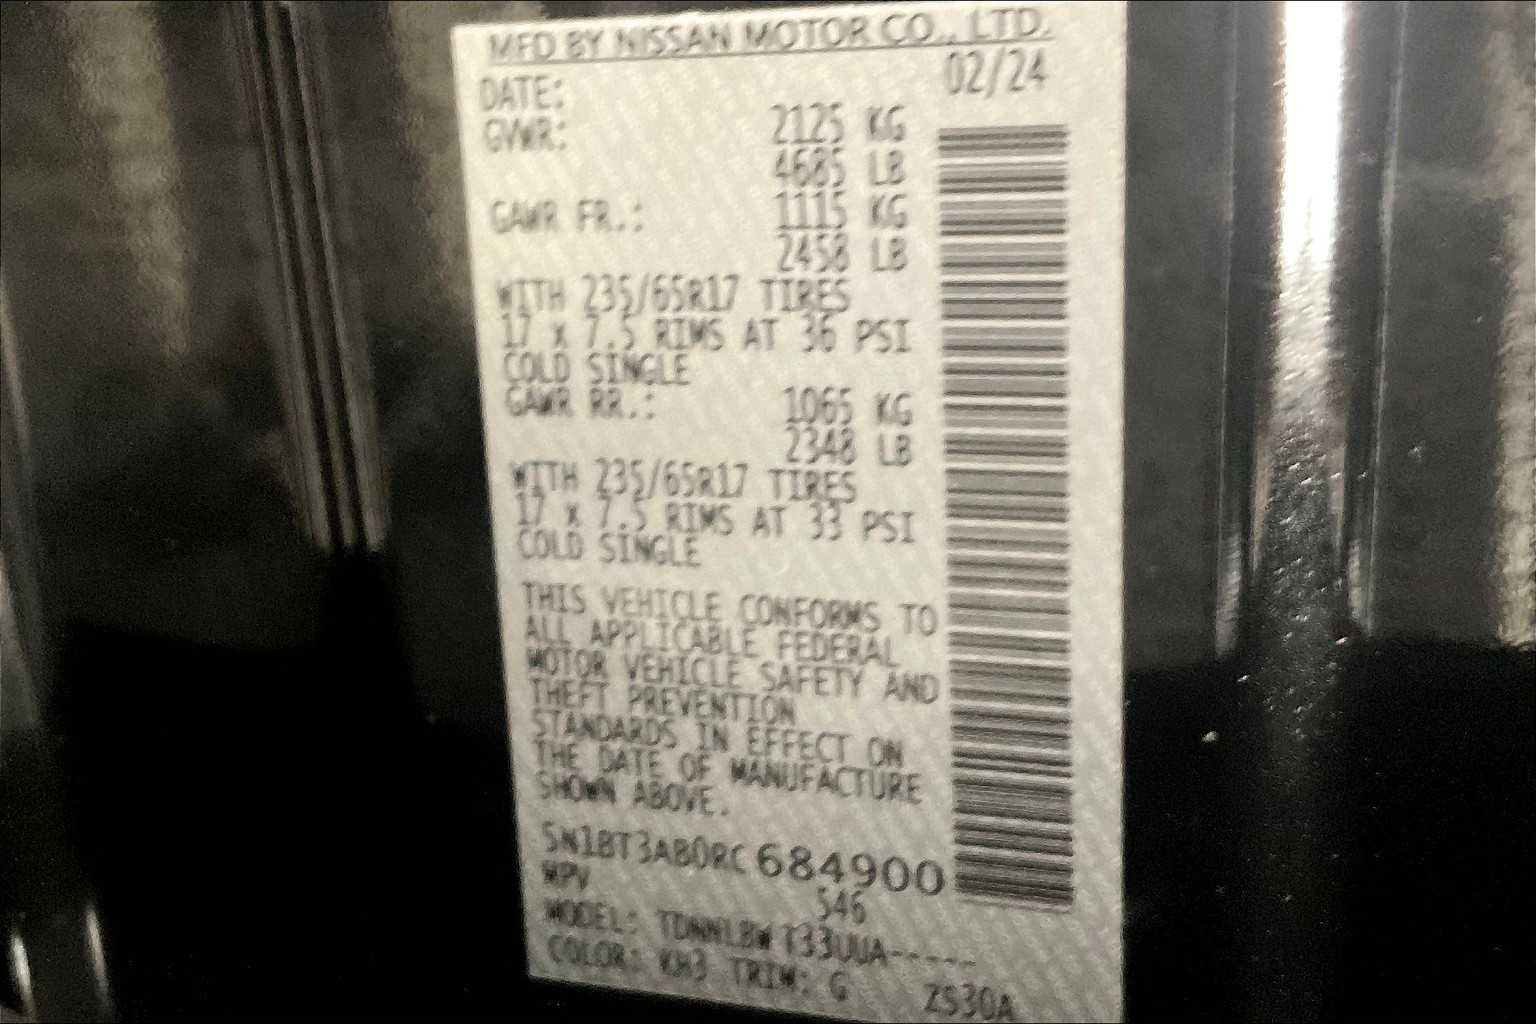 MFD BY NISSAN MOTOR CO., LTD.
DATE: 02/24
GVWR: 2125 KG
4685 LB
GAWR FR.: 1115 KG
2458 LB
WITH 235/65R17 TIRES
17 x 7.5 RIMS AT 36 PSI
COLD SINGLE
GAWR RR.: 1065 KG
2348 LB
WITH 235/65R17 TIRES
17 x 7.5 RIMS AT 33 PSI
COLD SINGLE
THIS VEHICLE CONFORMS TO
ALL APPLICABLE FEDERAL
MOTOR VEHICLE SAFETY AND
THEFT PREVENTION
STANDARDS IN EFFECT ON
THE DATE OF MANUFACTURE
SHOWN ABOVE.
5N1BT3AB0RC684900
MPV 546
MODEL: TDNNLBW T33UUA-----
COLOR: KH3 TRIM: G ZS30A